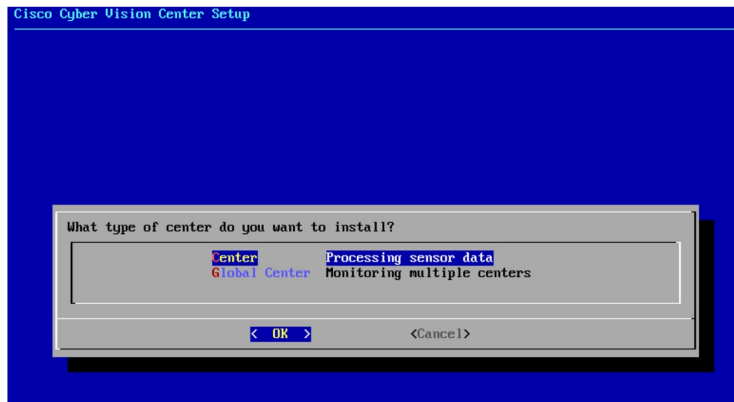 Cisco Cyber Vision Center Setup
What type of center do you want to install?
Center Processing sensor data
Global Center Monitoring multiple centers
< OK > <Cancel>